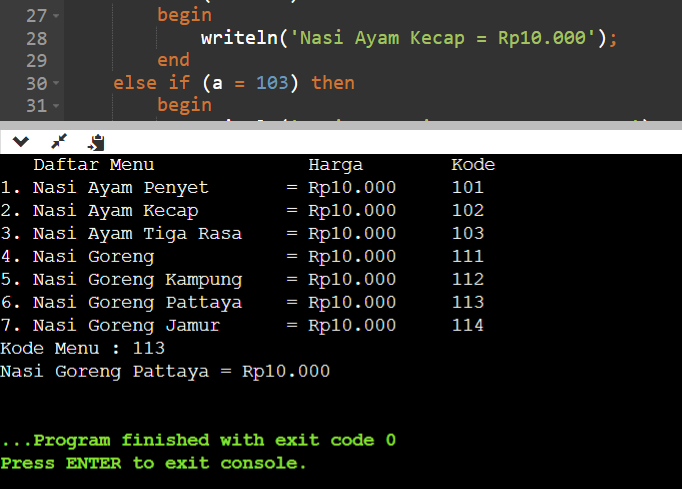 27 begin
28 writeln('Nasi Ayam Kecap = Rp10.000');
29 end
30 else if (a = 103) then
31 begin
Daftar Menu Harga Kode
1. Nasi Ayam Penyet = Rp10.000 101
2. Nasi Ayam Kecap = Rp10.000 102
3. Nasi Ayam Tiga Rasa = Rp10.000 103
4. Nasi Goreng = Rp10.000 111
5. Nasi Goreng Kampung = Rp10.000 112
6. Nasi Goreng Pattaya = Rp10.000 113
7. Nasi Goreng Jamur = Rp10.000 114
Kode Menu : 113
Nasi Goreng Pattaya = Rp10.000
...Program finished with exit code 0
Press ENTER to exit console.